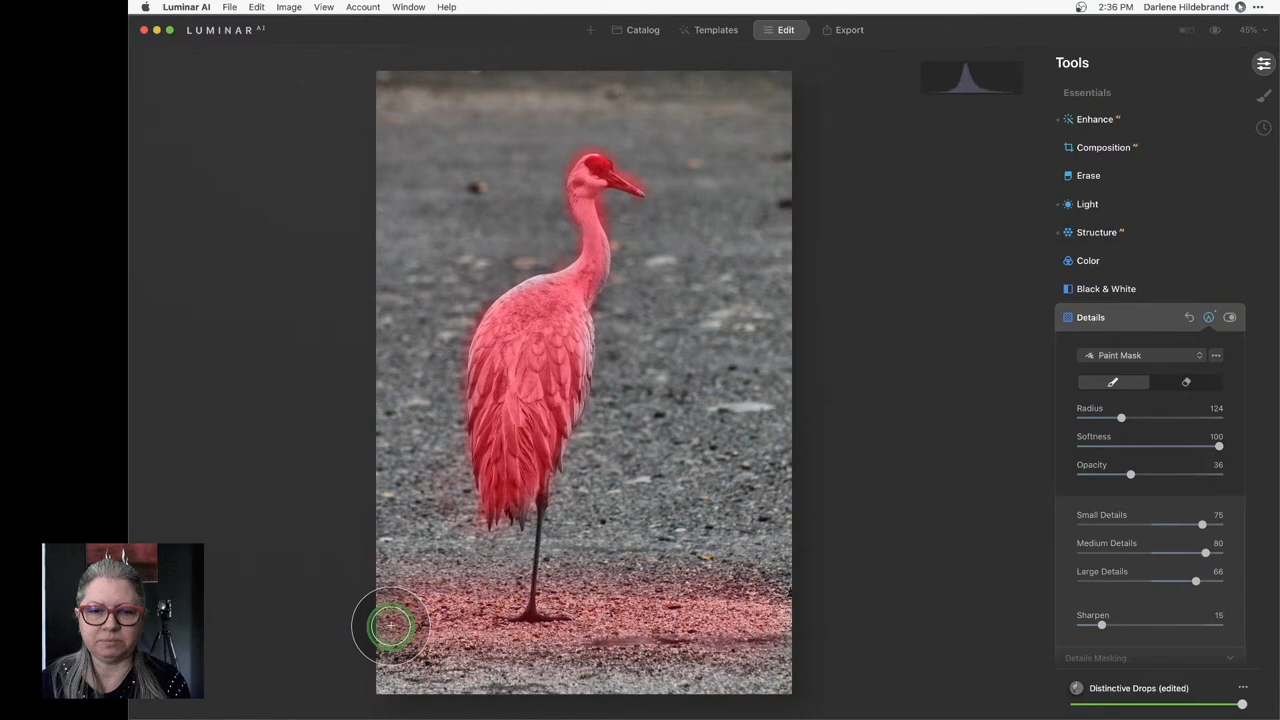 Luminar AI File Edit Image View Account Window Help 2:36 PM Darlene Hildebrandt
LUMINAR AI Catalog Templates Edit Export 45%
Tools
Essentials
Enhance AI
Composition AI
Erase
Light
Structure AI
Color
Black & White
Details
Paint Mask
Radius 124
Softness 100
Opacity 36
Small Details 75
Medium Details 80
Large Details 66
Sharpen 15
Details Masking
Distinctive Drops (edited)